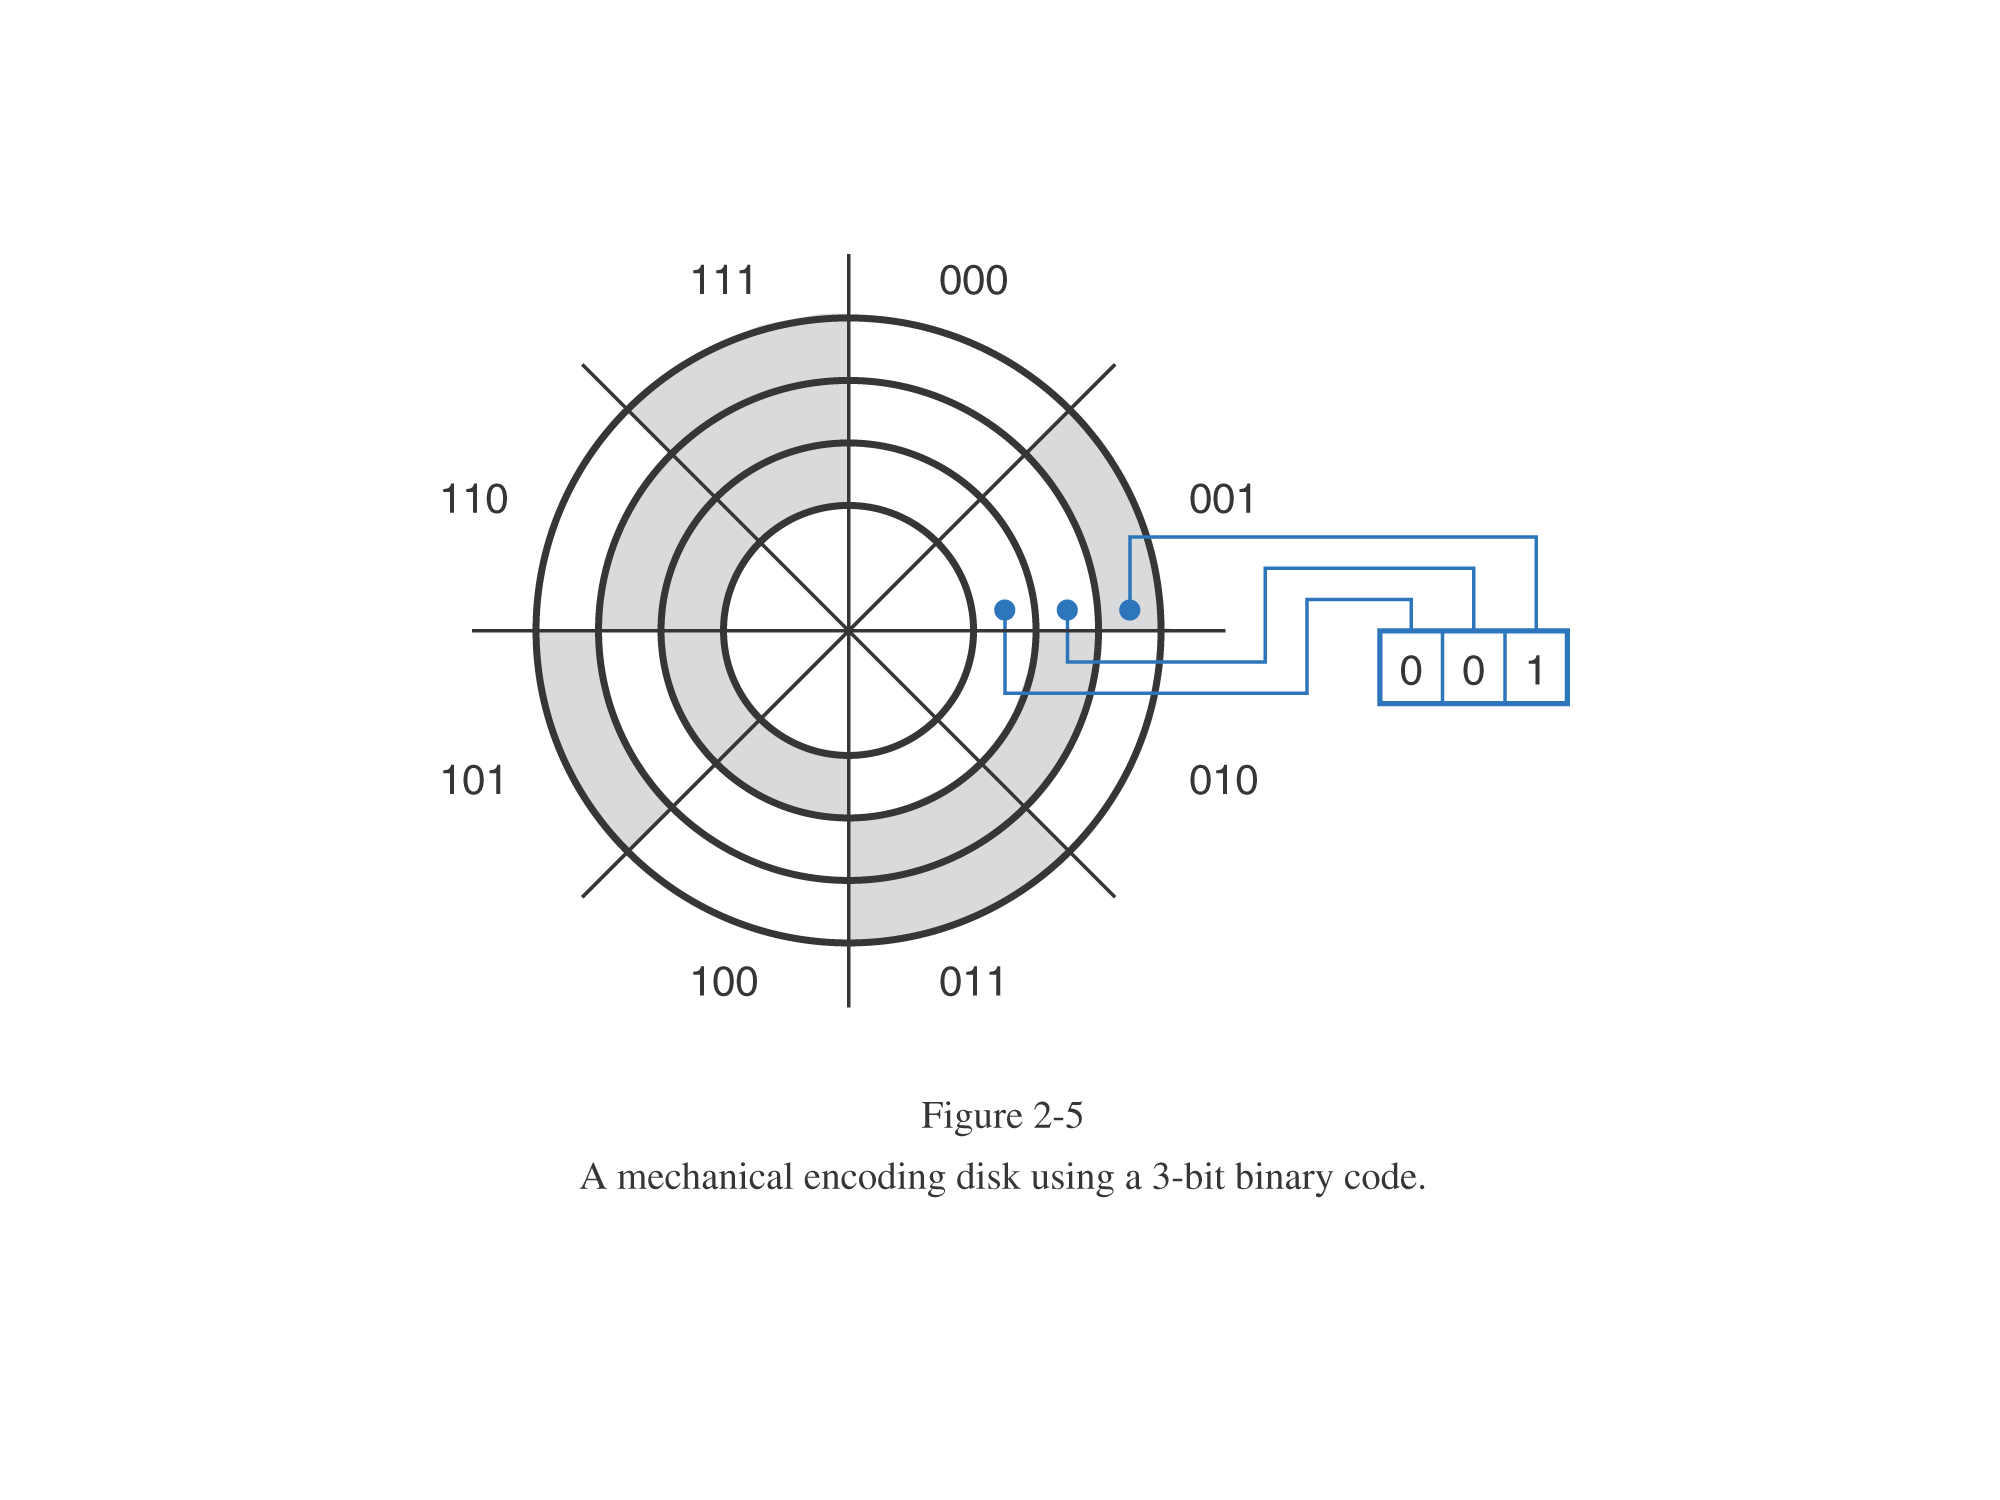 111 000
110 001
0 0 1
101 010
100 011
Figure 2-5
A mechanical encoding disk using a 3-bit binary code.